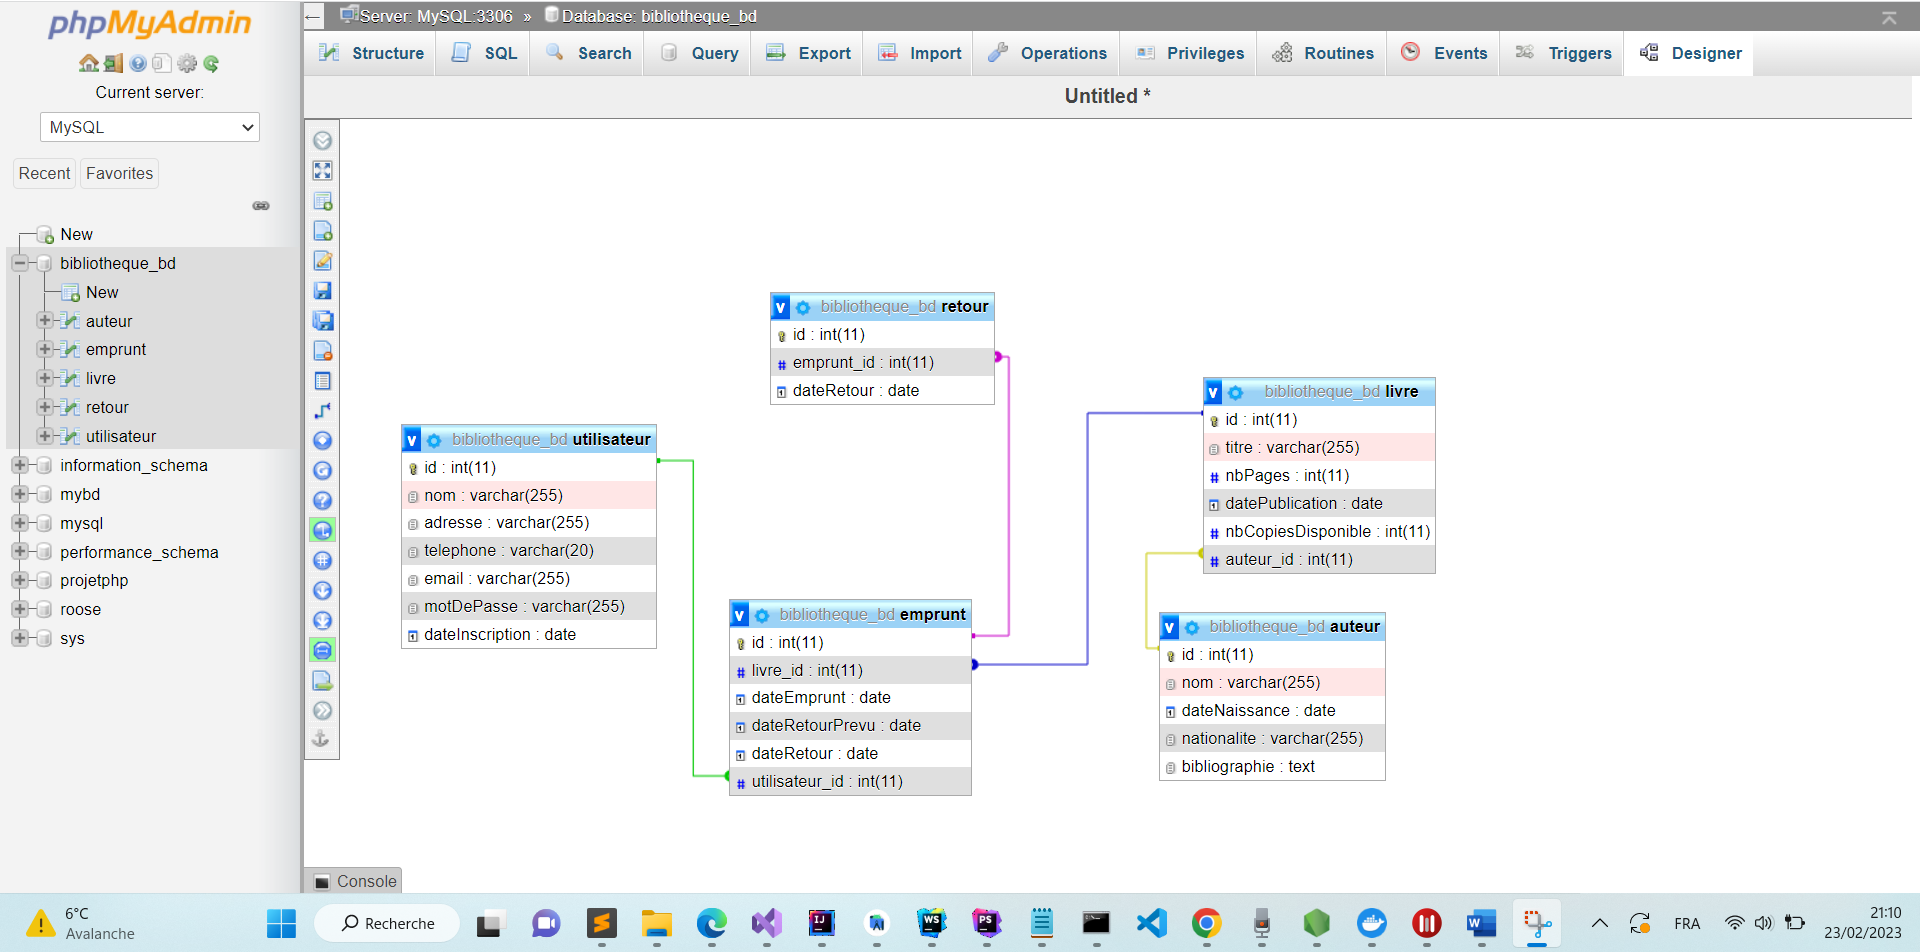 phpMyAdmin
Current server:
MySQL
Recent
Favorites
New
bibliotheque_bd
New
auteur
emprunt
livre
retour
utilisateur
information_schema
mybd
mysql
performance_schema
projetphp
roose
sys
Server: MySQL:3306 » Database: bibliotheque_bd
Structure SQL Search Query Export Import Operations Privileges Routines Events Triggers Designer
Untitled *
v bibliotheque_bd retour
id : int(11)
# emprunt_id : int(11)
dateRetour : date
v bibliotheque_bd utilisateur
id : int(11)
nom : varchar(255)
adresse : varchar(255)
telephone : varchar(20)
email : varchar(255)
motDePasse : varchar(255)
dateInscription : date
v bibliotheque_bd emprunt
id : int(11)
# livre_id : int(11)
dateEmprunt : date
dateRetourPrevu : date
dateRetour : date
# utilisateur_id : int(11)
v bibliotheque_bd livre
id : int(11)
titre : varchar(255)
# nbPages : int(11)
datePublication : date
# nbCopiesDisponible : int(11)
# auteur_id : int(11)
v bibliotheque_bd auteur
id : int(11)
nom : varchar(255)
dateNaissance : date
nationalite : varchar(255)
bibliographie : text
Console
6°C
Avalanche
Recherche
IJ
WS
PS
W
FRA
21:10
23/02/2023